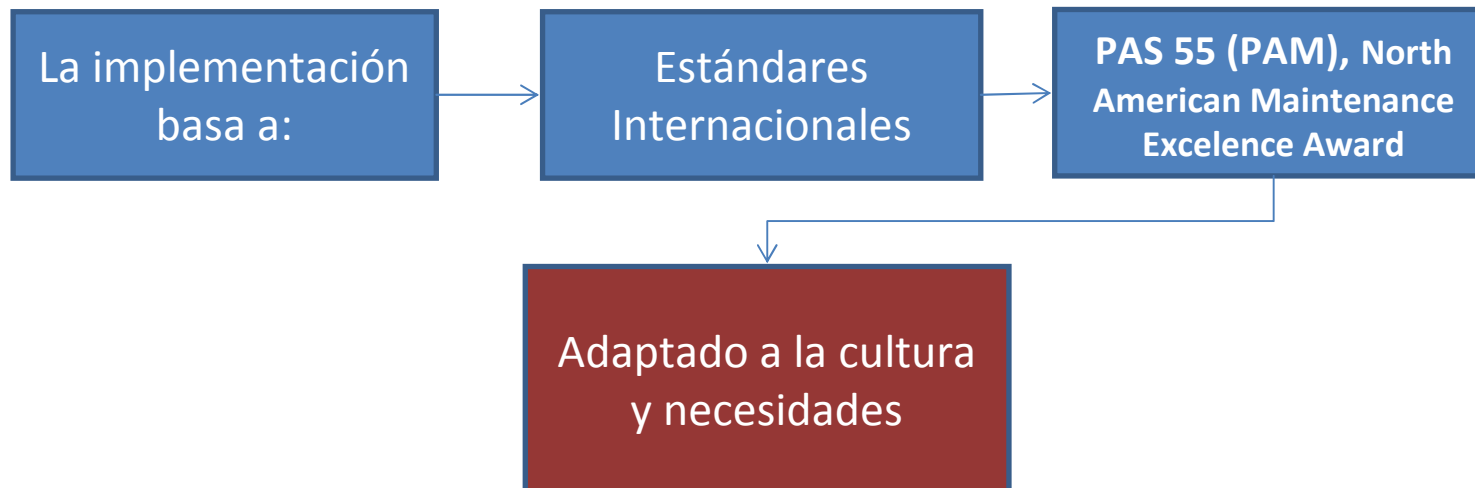 La implementación
basa a:
Estándares
Internacionales
PAS 55 (PAM), North
American Maintenance
Excelence Award
Adaptado a la cultura
y necesidades